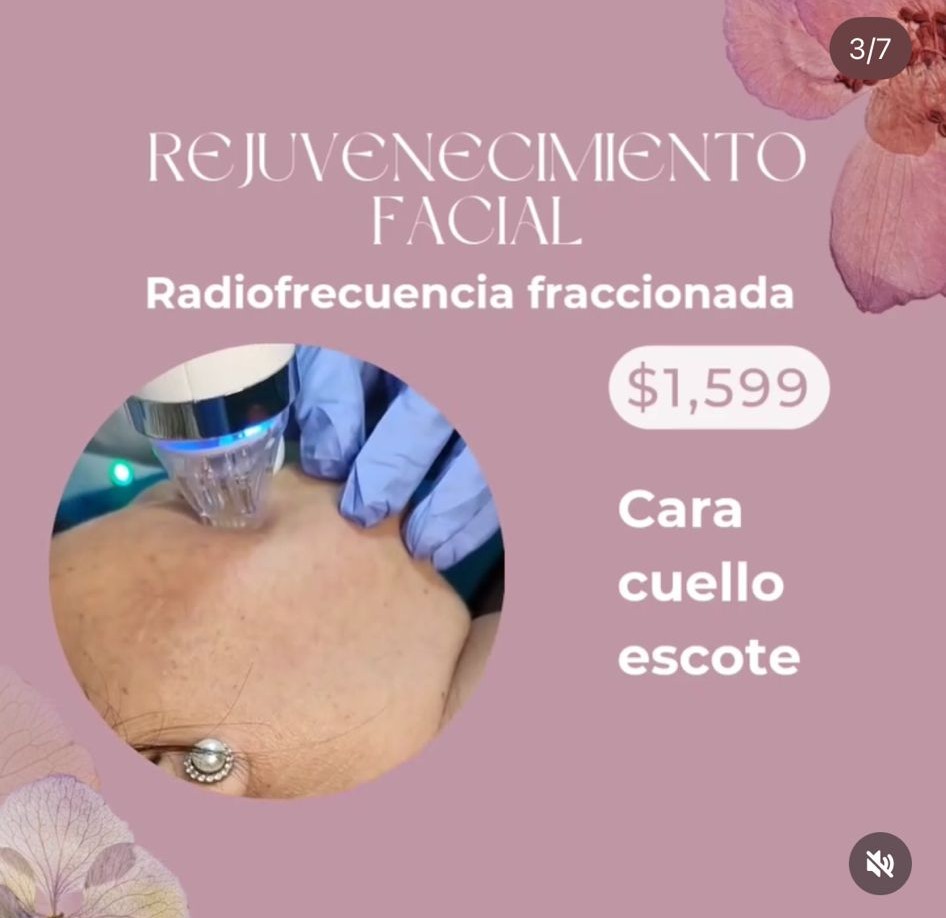 3/7
REJUVENECIMIENTO
FACIAL
Radiofrecuencia fraccionada
$1,599
Cara
cuello
escote